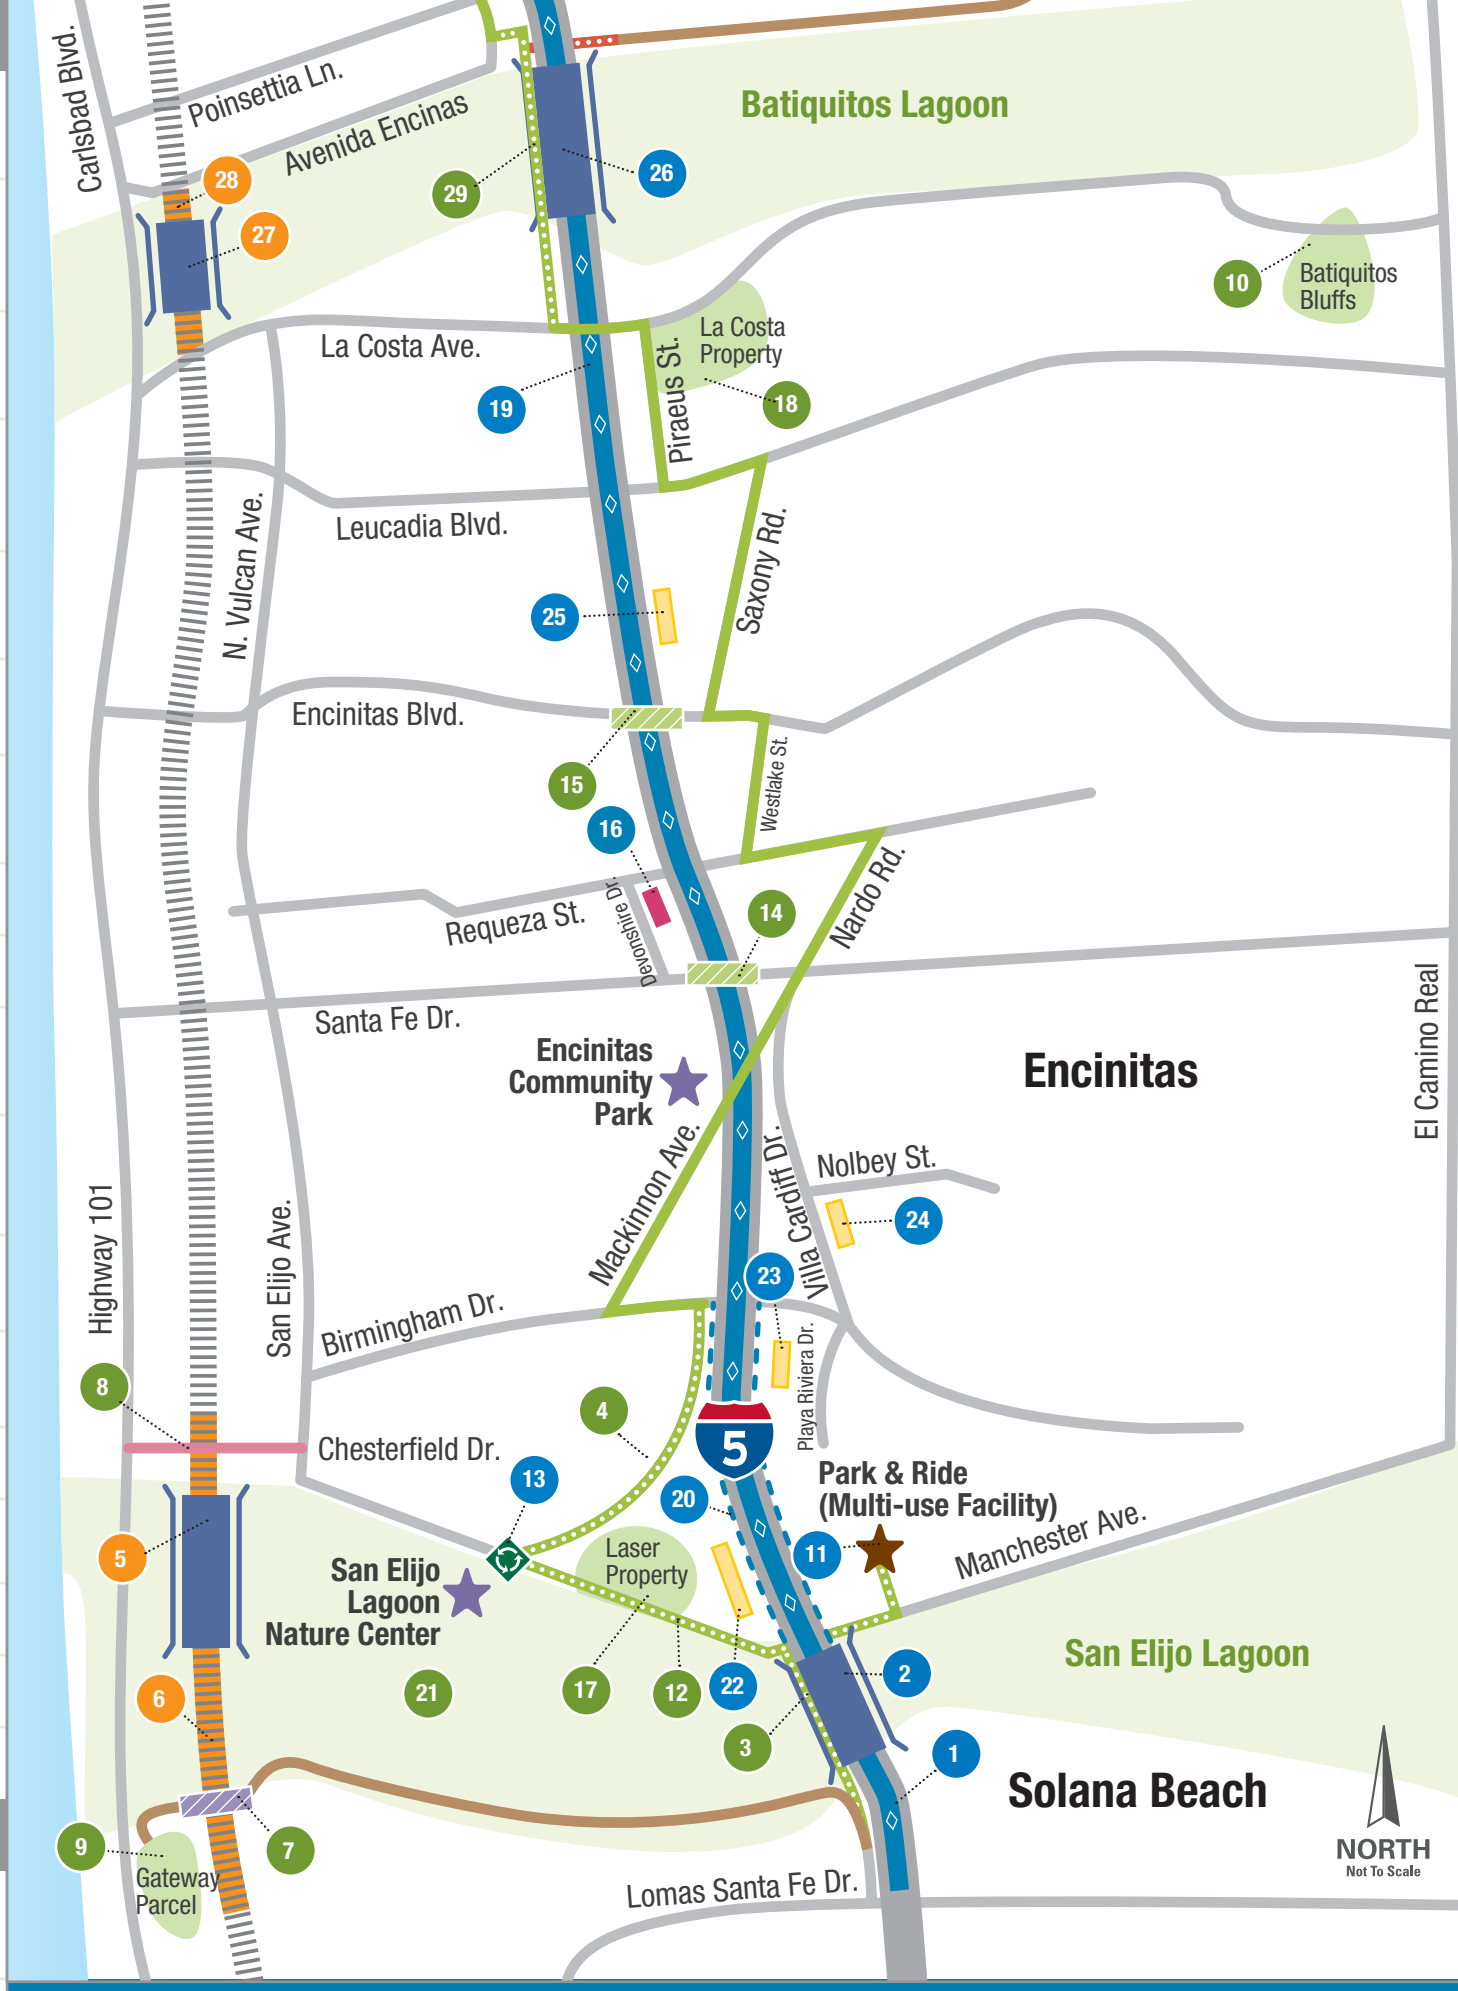 Carlsbad Blvd.
Poinsettia Ln.
Avenida Encinas
Batiquitos Lagoon
28
29
26
27
10
Batiquitos
Bluffs
La Costa Ave.
La Costa
Property
Piraeus St.
19
18
Leucadia Blvd.
N. Vulcan Ave.
Saxony Rd.
25
Encinitas Blvd.
Westlake St.
15
16
Nardo Rd.
Devonshire Dr.
Requeza St.
14
Santa Fe Dr.
El Camino Real
Encinitas
Community
Park
Encinitas
Mackinnon Ave.
Villa Cardiff Dr.
Nolbey St.
24
Highway 101
San Elijo Ave.
23
Birmingham Dr.
Playa Riviera Dr.
8
4
5
Chesterfield Dr.
13
Park & Ride
(Multi-use Facility)
20
11
Manchester Ave.
5
San Elijo
Lagoon
Nature Center
Laser
Property
San Elijo Lagoon
6
21
17
12
22
2
3
1
Solana Beach
9
7
Gateway
Parcel
Lomas Santa Fe Dr.
NORTH
Not To Scale